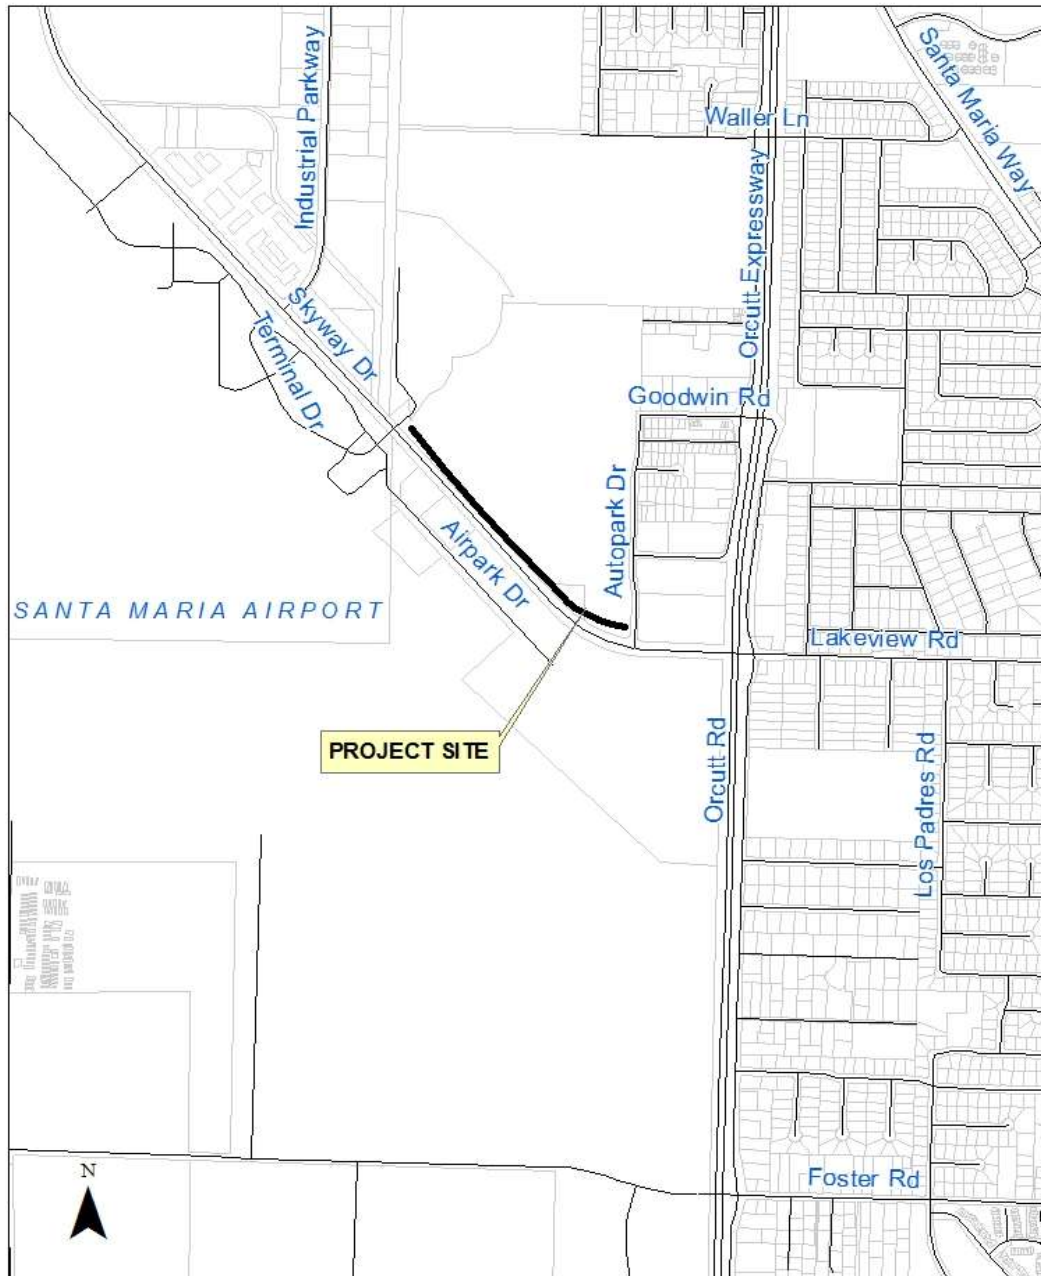 Industrial Parkway
Santa Maria Way
Waller Ln
Orcutt Expressway
Skyway Dr
Terminal Dr
Goodwin Rd
Autopark Dr
Airpark Dr
SANTA MARIA AIRPORT
Lakeview Rd
PROJECT SITE
Orcutt Rd
Los Padres Rd
Foster Rd
N